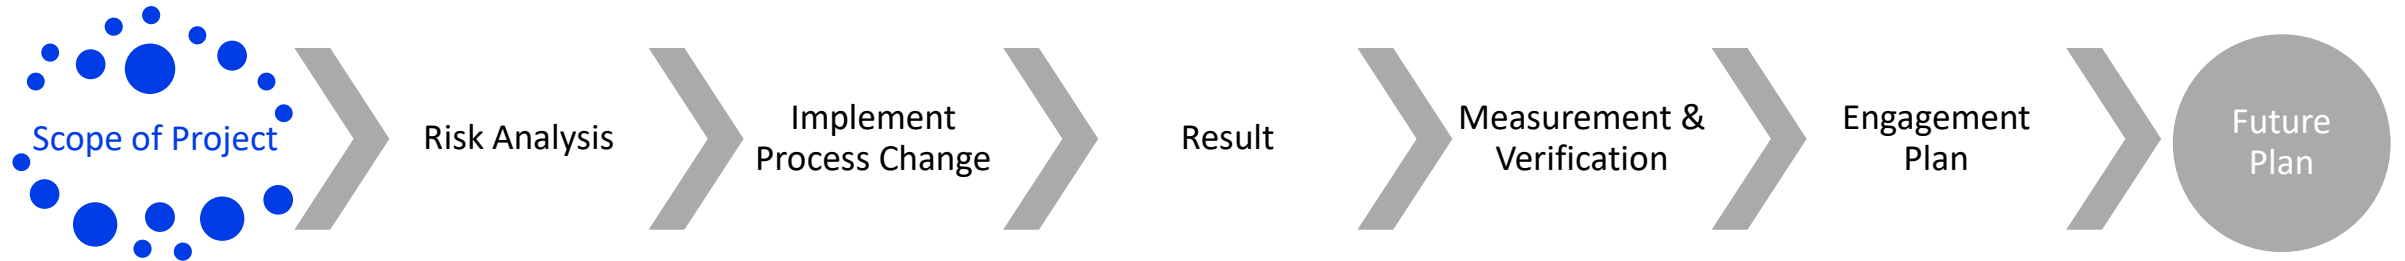 Scope of Project
Risk Analysis
Implement
Process Change
Result
Measurement &
Verification
Engagement
Plan
Future
Plan